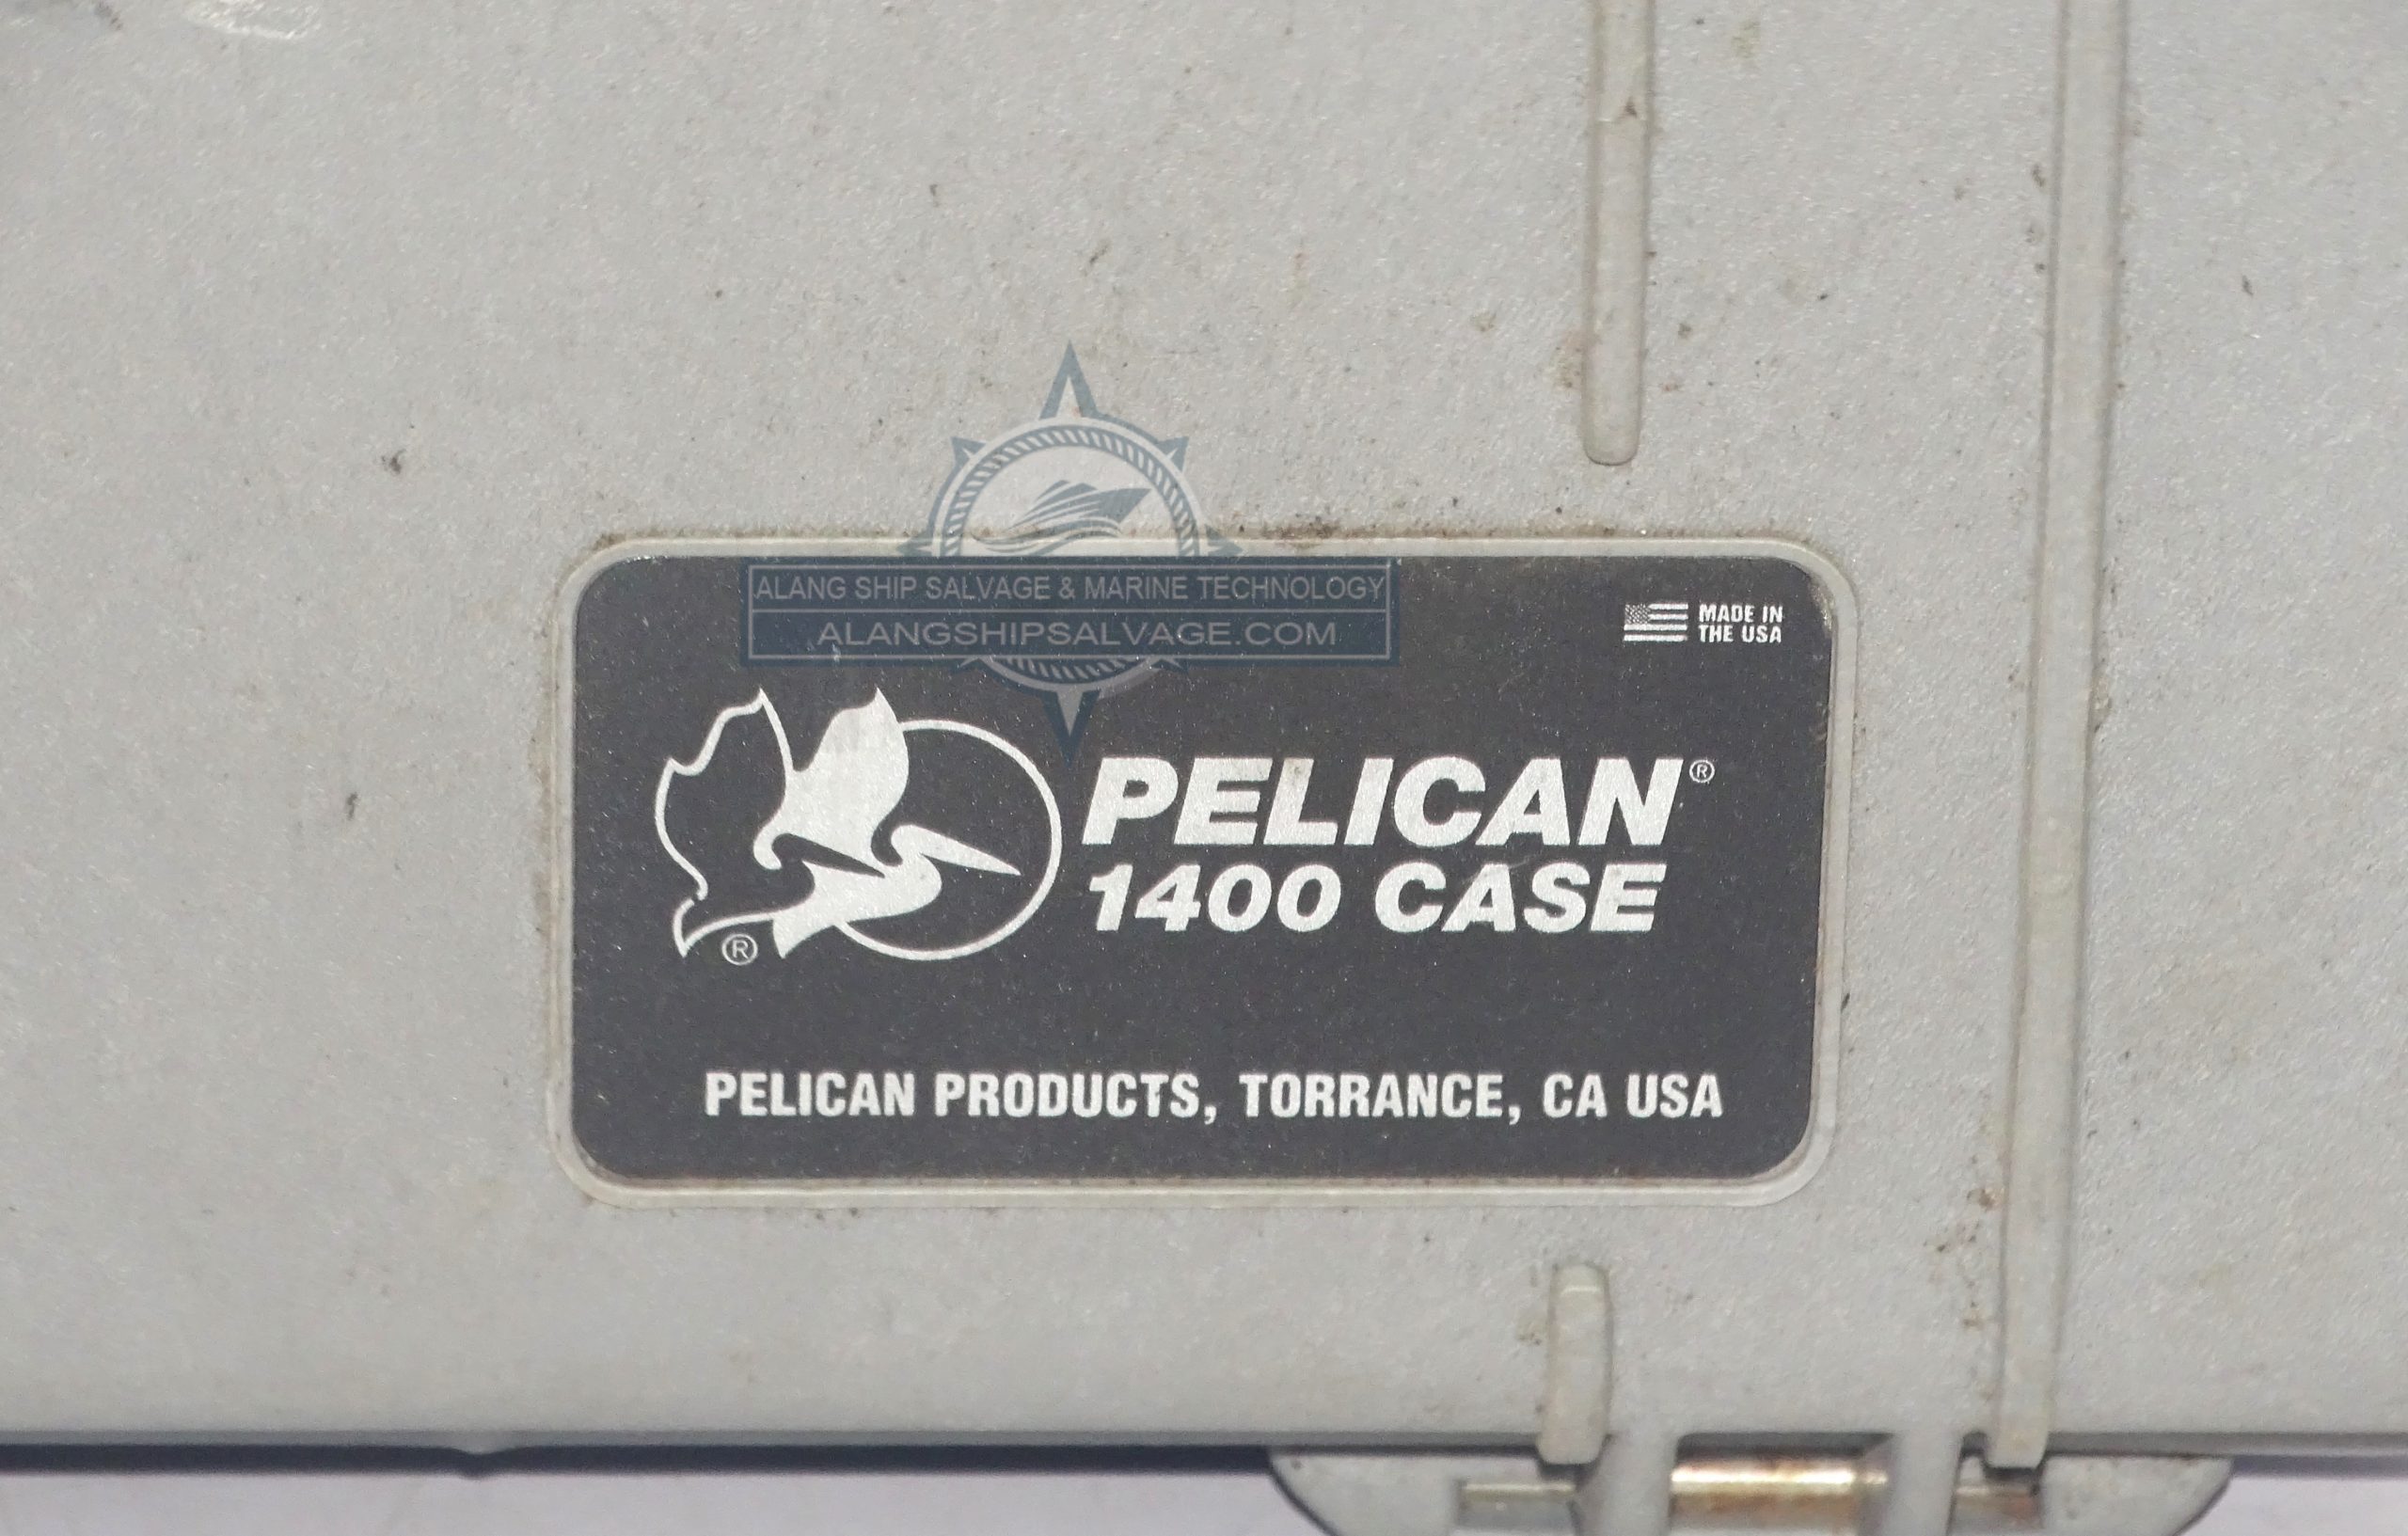 ALANG SHIP SALVAGE & MARINE TECHNOLOGY
ALANGSHIPSALVAGE.COM
MADE IN
THE USA
PELICAN®
1400 CASE
®
PELICAN PRODUCTS, TORRANCE, CA USA